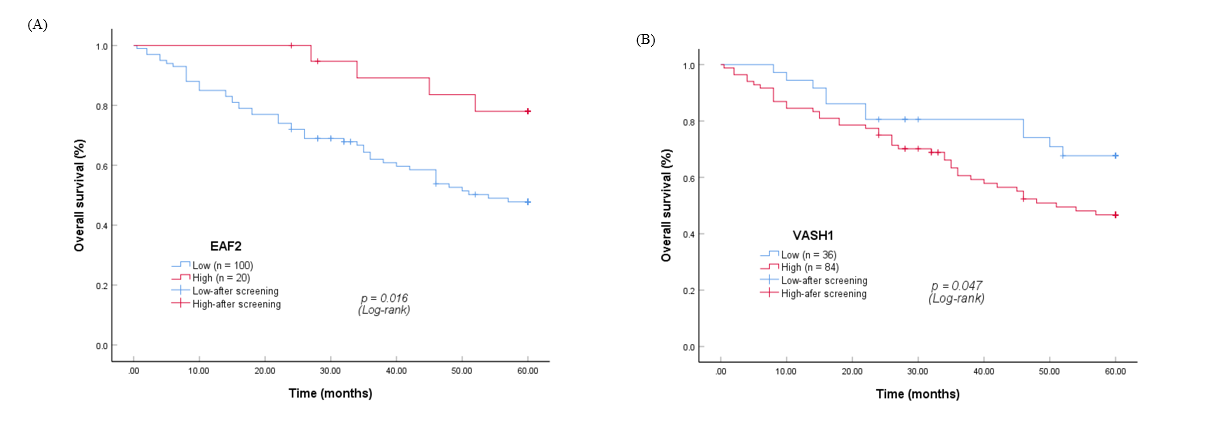 (A)
1.0
0.8
0.6
0.4
0.2
0.0
Overall survival (%)
EAF2
Low (n = 100)
High (n = 20)
Low-after screening
High-after screening
p = 0.016
(Log-rank)
.00 10.00 20.00 30.00 40.00 50.00 60.00
Time (months)
(B)
1.0
0.8
0.6
0.4
0.2
0.0
Overall survival (%)
VASH1
Low (n = 36)
High (n = 84)
Low-after screening
High-afer screening
p = 0.047
(Log-rank)
.00 10.00 20.00 30.00 40.00 50.00 60.00
Time (months)